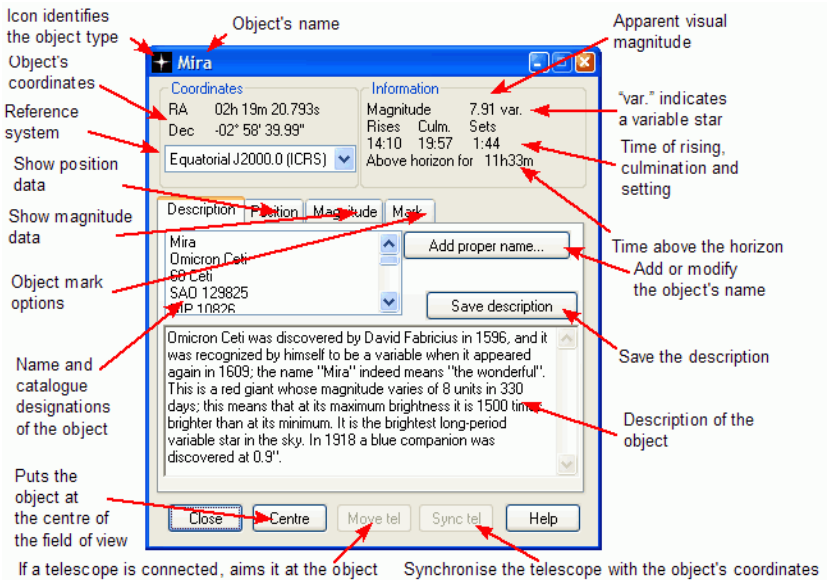 Icon identifies
the object type
Object's name
Apparent visual
magnitude
Object's
coordinates
Reference
system
Show position
data
Show magnitude
data
Object mark
options
Name and
catalogue
designations
of the object
Puts the
object at
the centre of
the field of view
Mira
Coordinates
RA 02h 19m 20.793s
Dec -02° 58' 39.99"
Equatorial J2000.0 (ICRS)
Information
Magnitude 7.91 var.
Rises Culm. Sets
14:10 19:57 1:44
Above horizon for 11h33m
Description Position Magnitude Mark
Mira
Omicron Ceti
68 Ceti
SAO 129825
HIP 10826
Add proper name...
Save description
Omicron Ceti was discovered by David Fabricius in 1596, and it
was recognized by himself to be a variable when it appeared
again in 1609; the name "Mira" indeed means "the wonderful".
This is a red giant whose magnitude varies of 8 units in 330
days; this means that at its maximum brightness it is 1500 times
brighter than at its minimum. It is the brightest long-period
variable star in the sky. In 1918 a blue companion was
discovered at 0.9".
Close Centre Move tel Sync tel Help
"var." indicates
a variable star
Time of rising,
culmination and
setting
Time above the horizon
Add or modify
the object's name
Save the description
Description of the
object
If a telescope is connected, aims it at the object
Synchronise the telescope with the object's coordinates